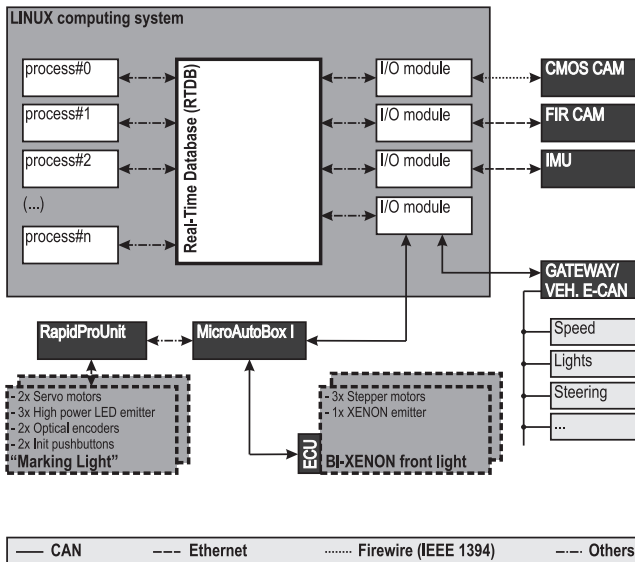 LINUX computing system
process#0
process#1
process#2
(...)
process#n
Real-Time Database (RTDB)
I/O module
I/O module
I/O module
I/O module
CMOS CAM
FIR CAM
IMU
GATEWAY/
VEH. E-CAN
Speed
Lights
Steering
...
RapidProUnit
MicroAutoBox I
- 2x Servo motors
- 3x High power LED emitter
- 2x Optical encoders
- 2x Init pushbuttons
"Marking Light"
- 3x Stepper motors
- 1x XENON emitter
ECU
BI-XENON front light
CAN
Ethernet
Firewire (IEEE 1394)
Others